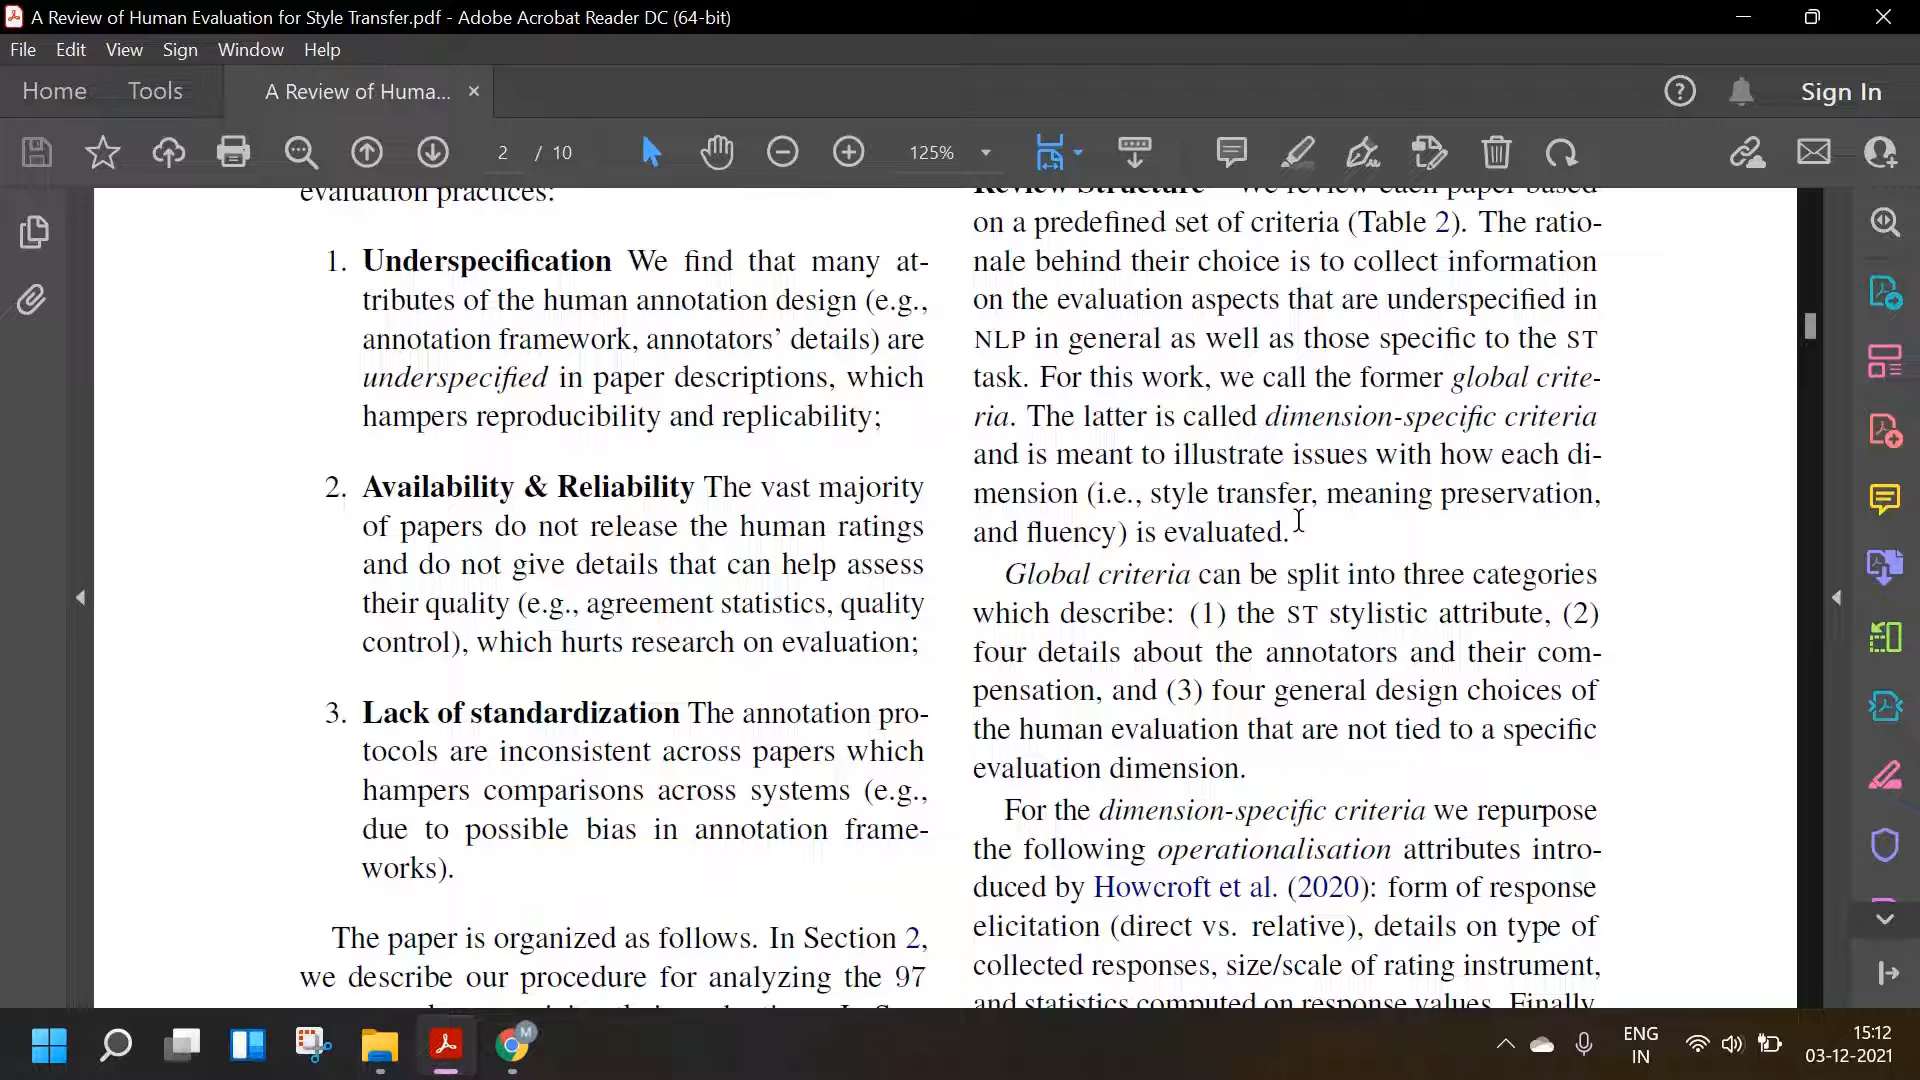 A Review of Human Evaluation for Style Transfer.pdf - Adobe Acrobat Reader DC (64-bit)
File Edit View Sign Window Help
Home Tools A Review of Huma... Sign In
2 / 10 125%
evaluation practices:
1. Underspecification We find that many at-
tributes of the human annotation design (e.g.,
annotation framework, annotators' details) are
underspecified in paper descriptions, which
hampers reproducibility and replicability;
2. Availability & Reliability The vast majority
of papers do not release the human ratings
and do not give details that can help assess
their quality (e.g., agreement statistics, quality
control), which hurts research on evaluation;
3. Lack of standardization The annotation pro-
tocols are inconsistent across papers which
hampers comparisons across systems (e.g.,
due to possible bias in annotation frame-
works).
The paper is organized as follows. In Section 2,
we describe our procedure for analyzing the 97
Review Structure We review each paper based
on a predefined set of criteria (Table 2). The ratio-
nale behind their choice is to collect information
on the evaluation aspects that are underspecified in
NLP in general as well as those specific to the ST
task. For this work, we call the former global crite-
ria. The latter is called dimension-specific criteria
and is meant to illustrate issues with how each di-
mension (i.e., style transfer, meaning preservation,
and fluency) is evaluated.
Global criteria can be split into three categories
which describe: (1) the ST stylistic attribute, (2)
four details about the annotators and their com-
pensation, and (3) four general design choices of
the human evaluation that are not tied to a specific
evaluation dimension.
For the dimension-specific criteria we repurpose
the following operationalisation attributes intro-
duced by Howcroft et al. (2020): form of response
elicitation (direct vs. relative), details on type of
collected responses, size/scale of rating instrument,
and statistics computed on response values. Finally,
M
ENG
IN
15:12
03-12-2021